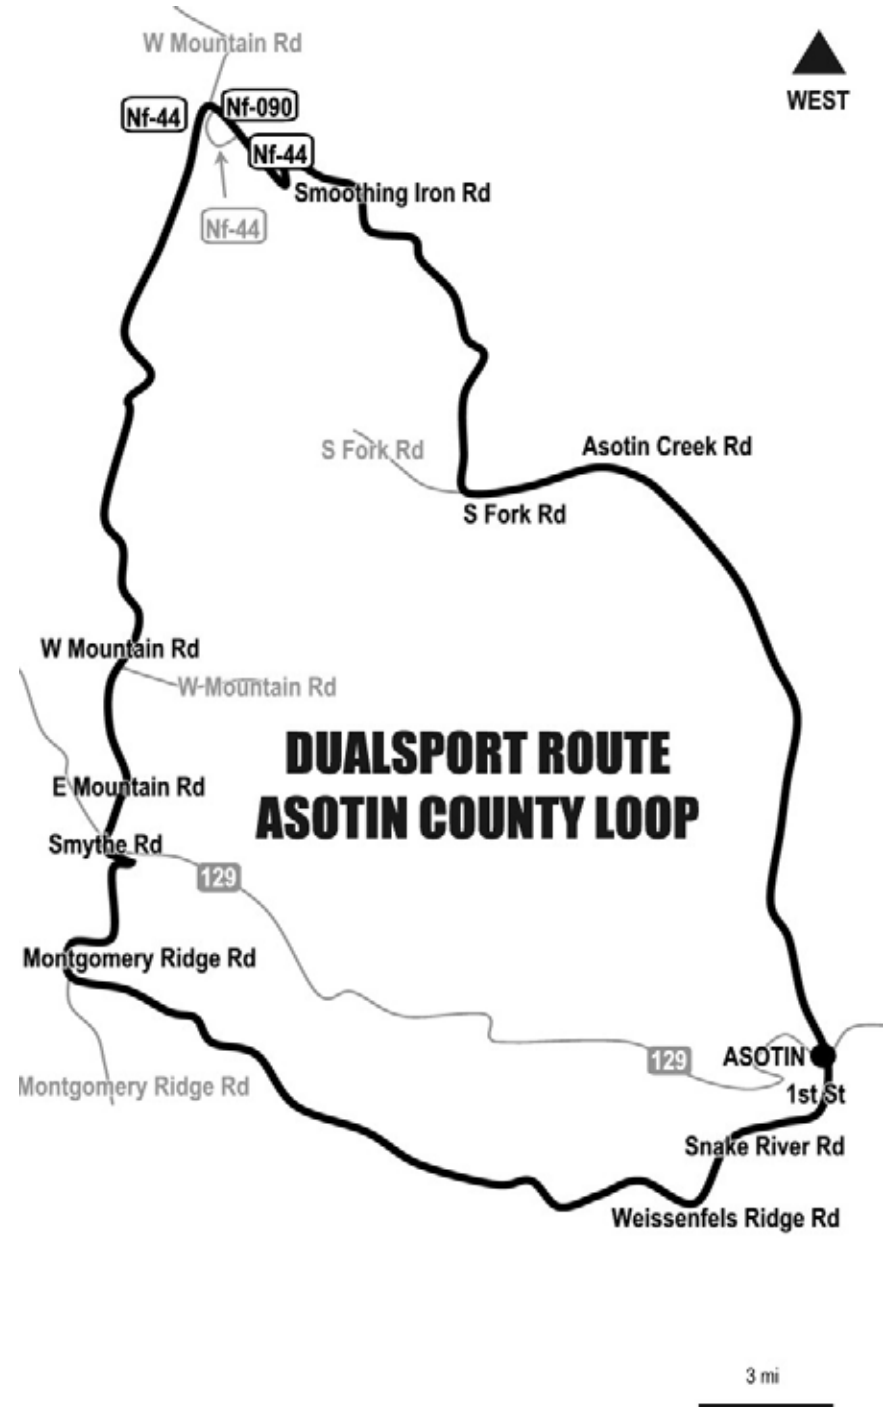 W Mountain Rd
WEST
Nf-44
Nf-090
Nf-44
Smoothing Iron Rd
Nf-44
S Fork Rd
Asotin Creek Rd
S Fork Rd
W Mountain Rd
W Mountain Rd
DUALSPORT ROUTE
ASOTIN COUNTY LOOP
E Mountain Rd
Smythe Rd
129
Montgomery Ridge Rd
129
ASOTIN
Montgomery Ridge Rd
1st St
Snake River Rd
Weissenfels Ridge Rd
3 mi